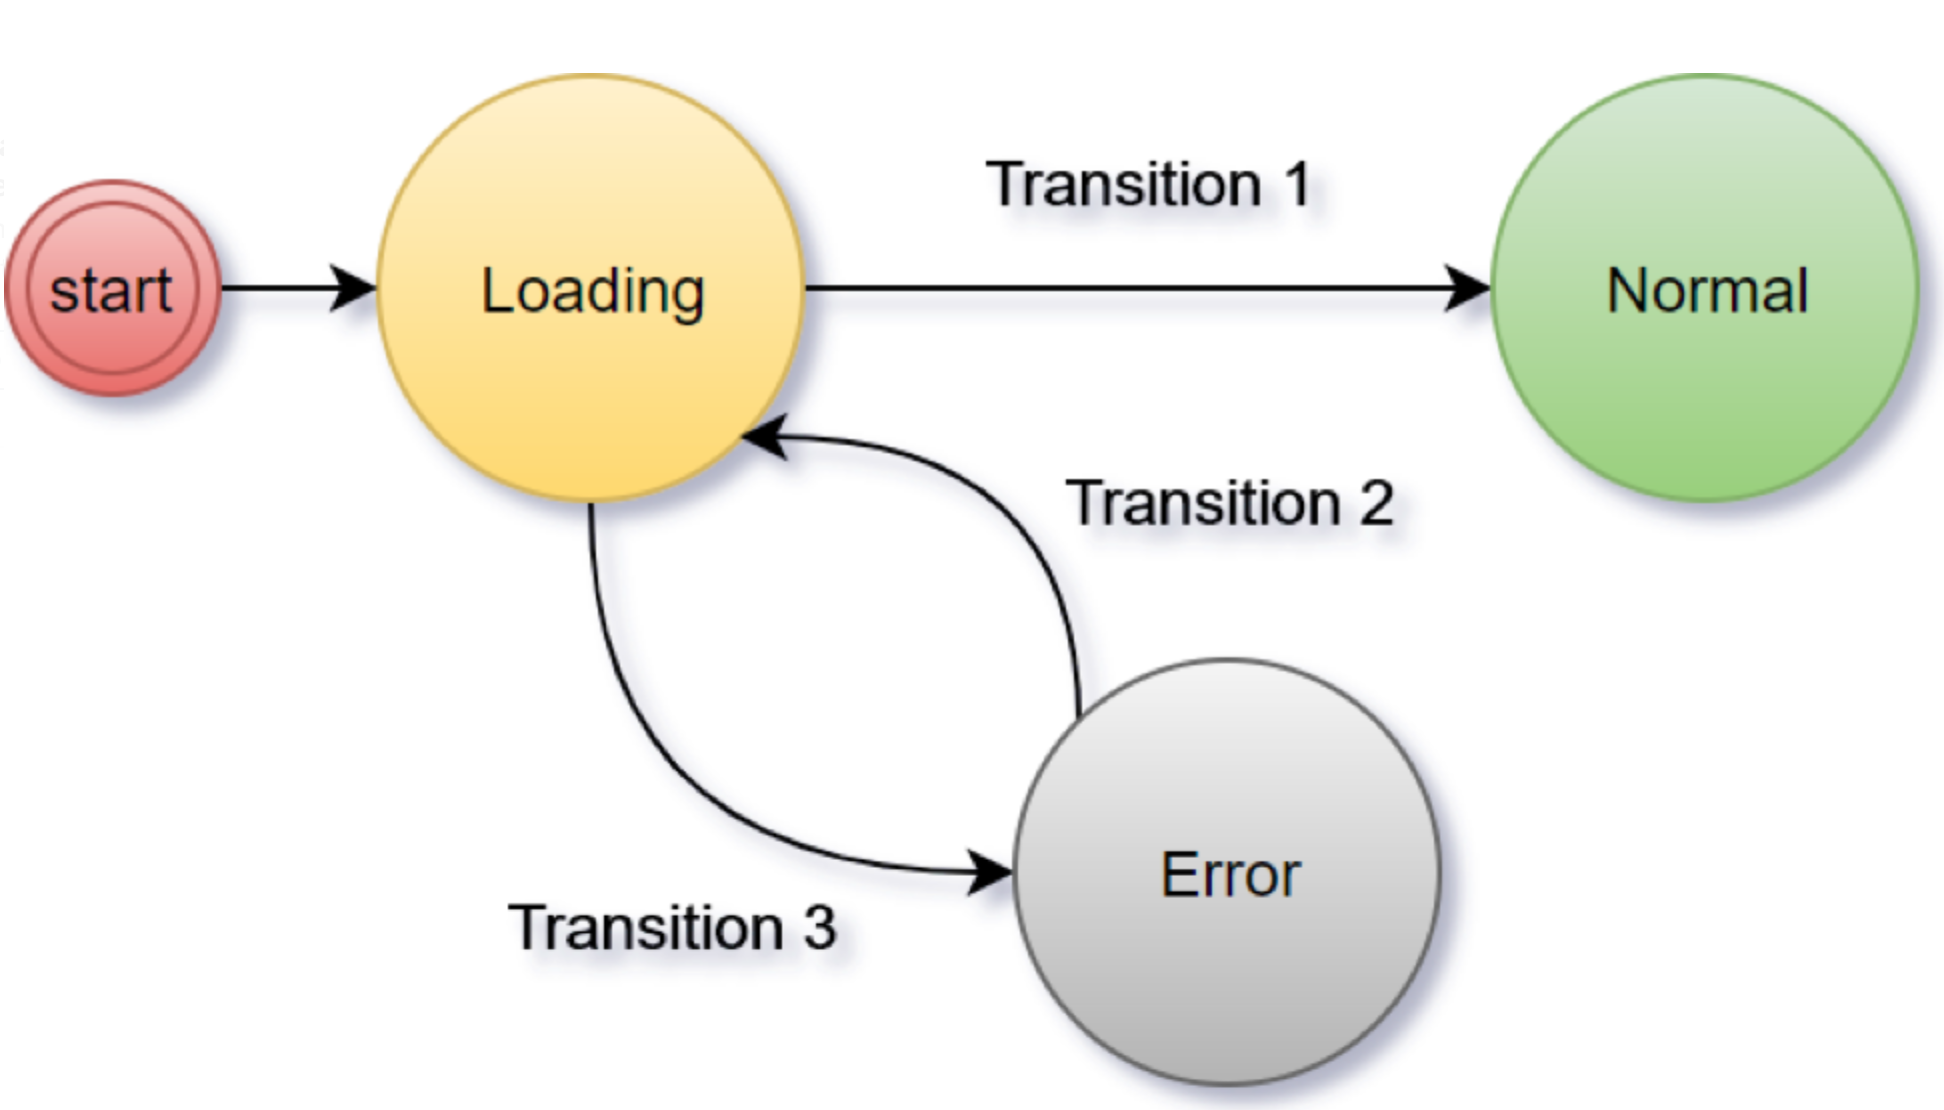 Transition 1
start
Loading
Normal
Transition 2
Error
Transition 3